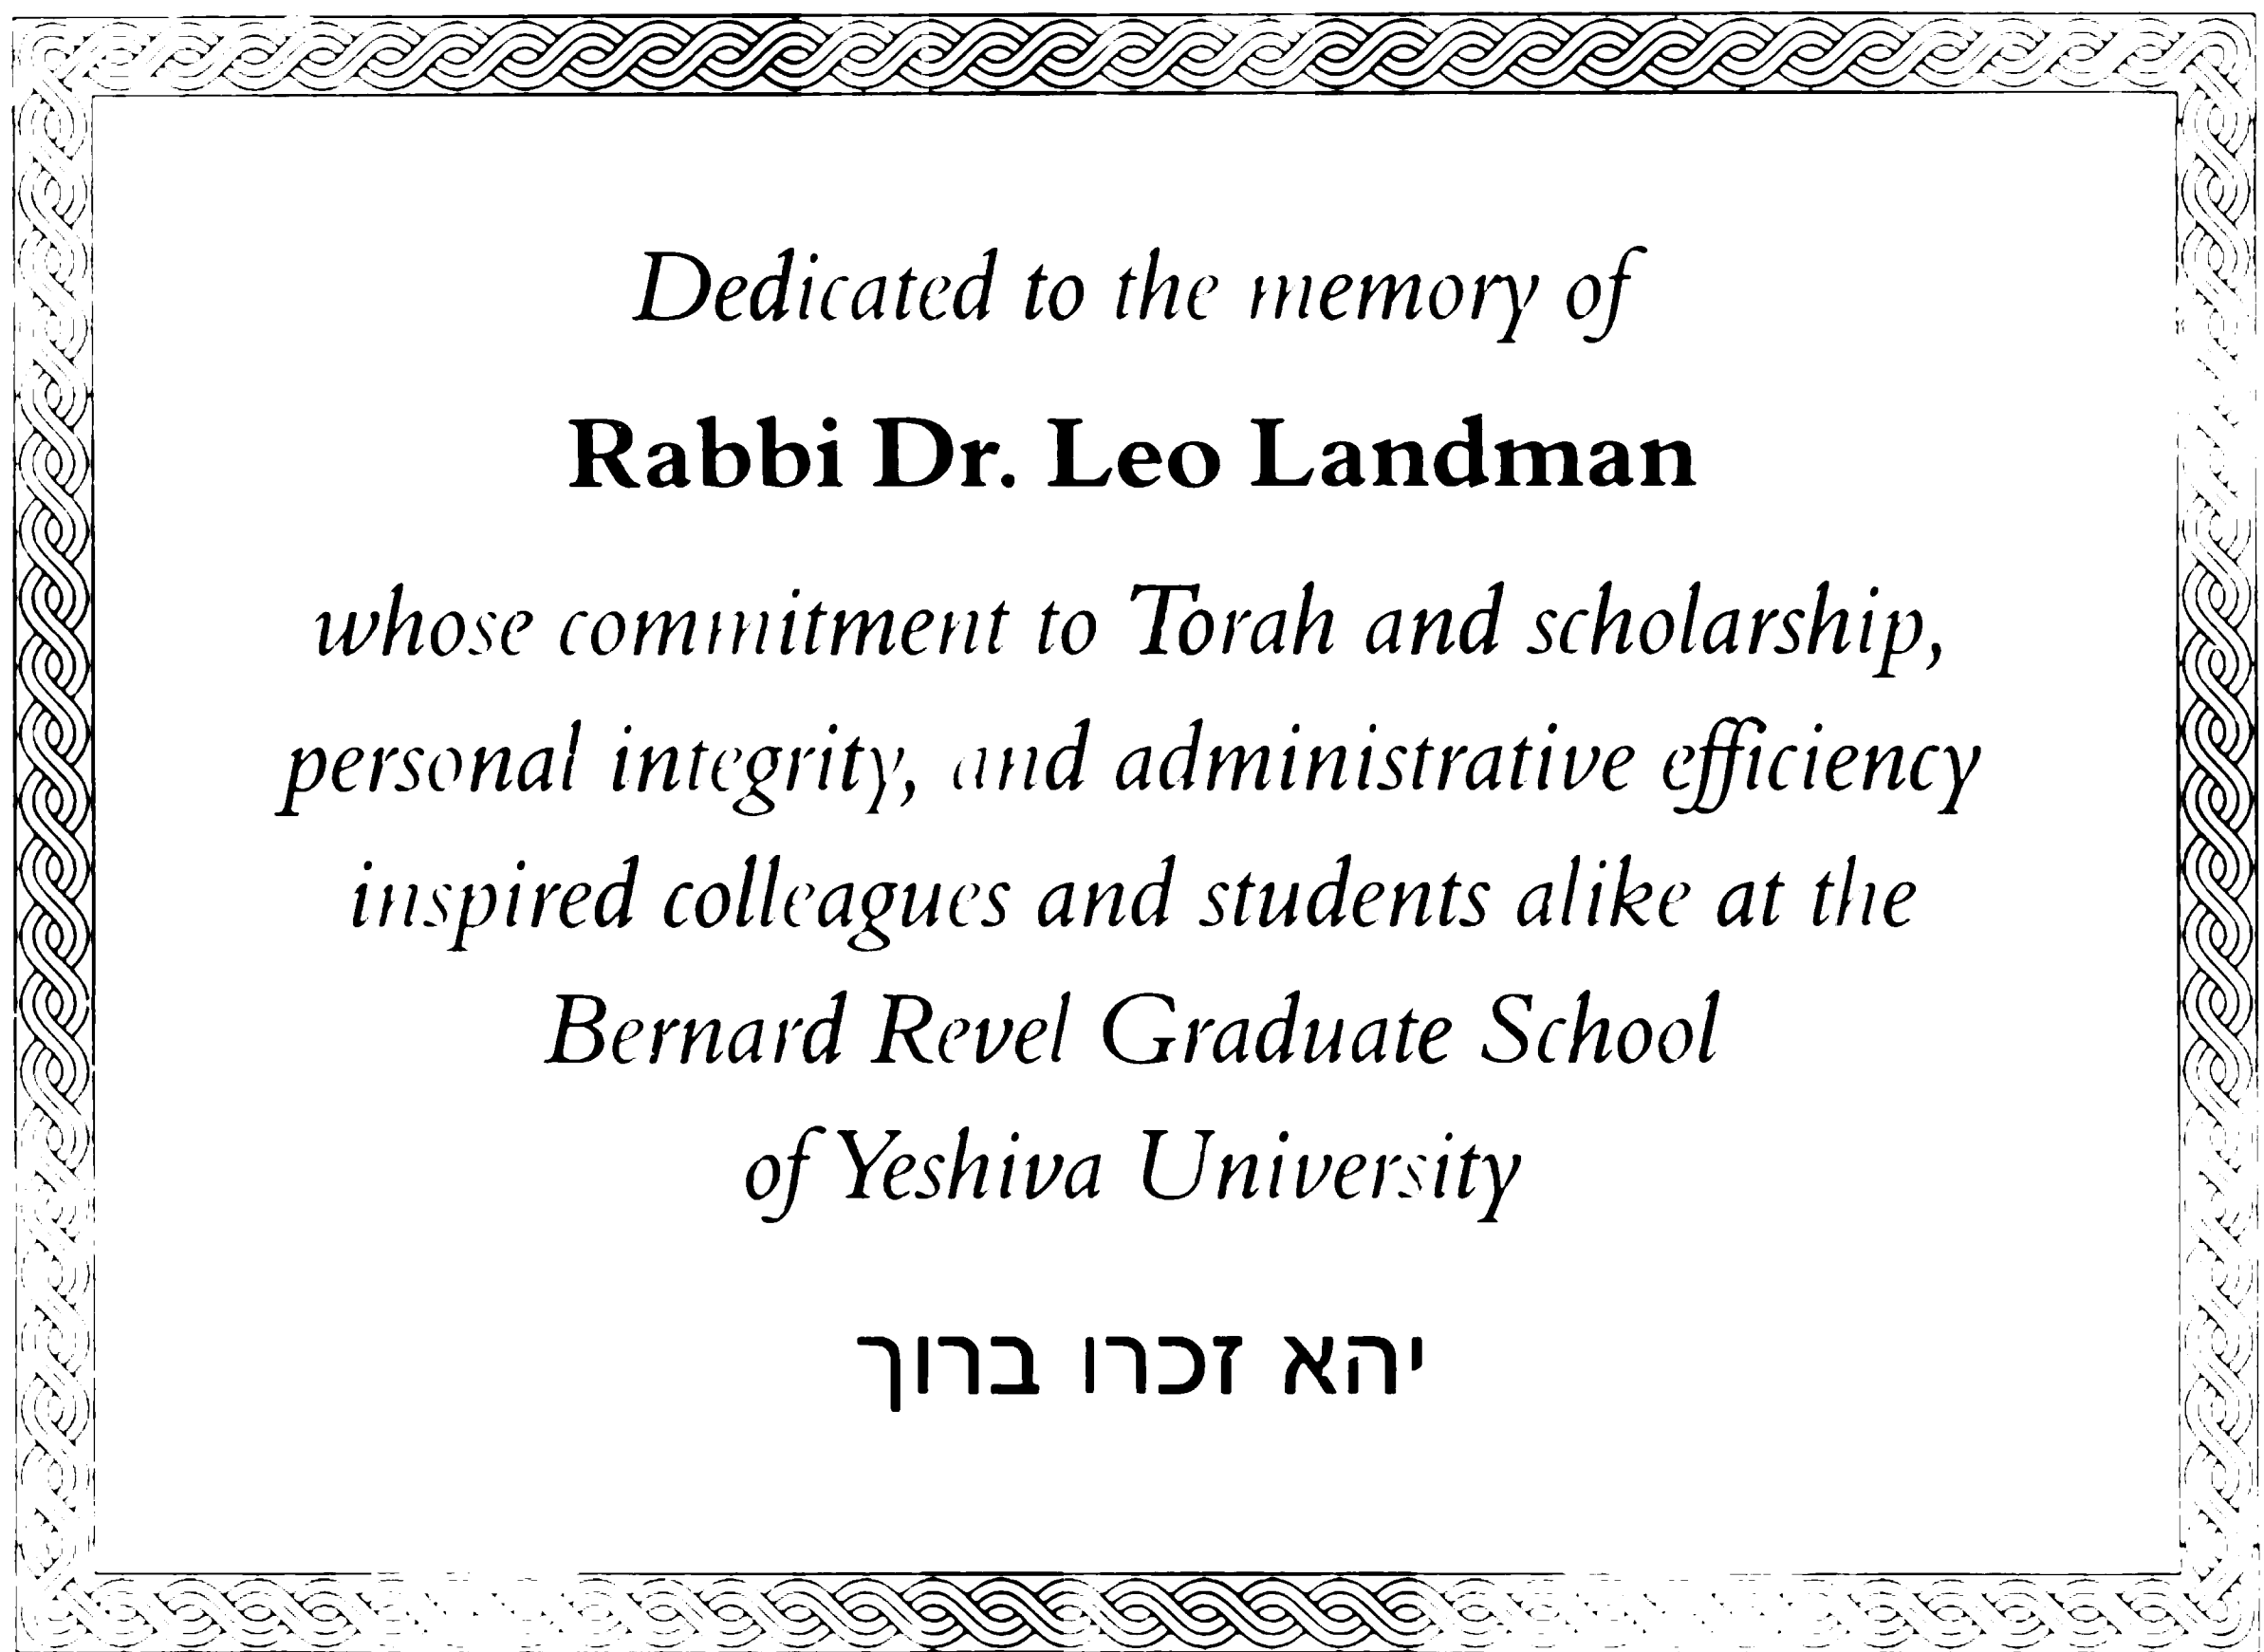 Dedicated to the memory of
Rabbi Dr. Leo Landman
whose commitment to Torah and scholarship,
personal integrity, and administrative efficiency
inspired colleagues and students alike at the
Bernard Revel Graduate School
of Yeshiva University
יהא זכרו ברוך